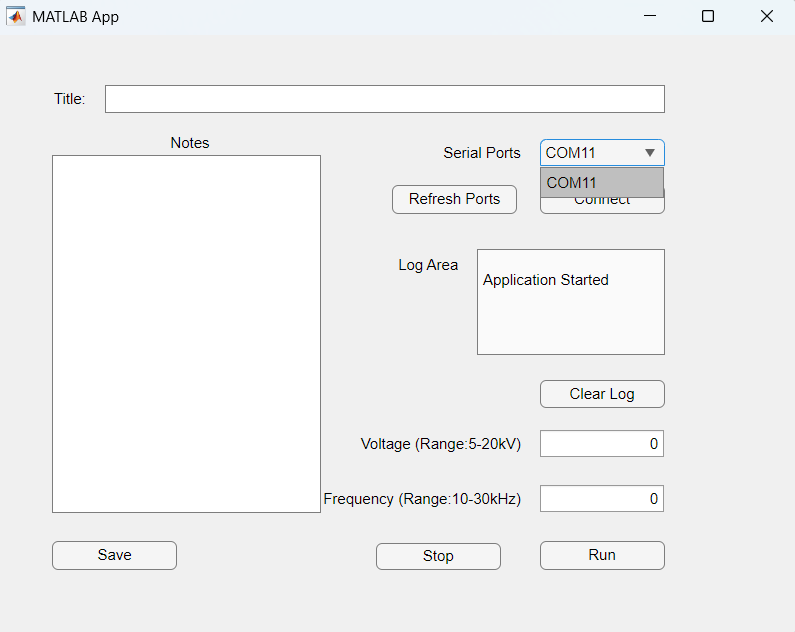 MATLAB App
Title:
Notes
Serial Ports
COM11
COM11
Refresh Ports
Connect
Log Area
Application Started
Clear Log
Voltage (Range:5-20kV)
0
Frequency (Range:10-30kHz)
0
Save
Stop
Run